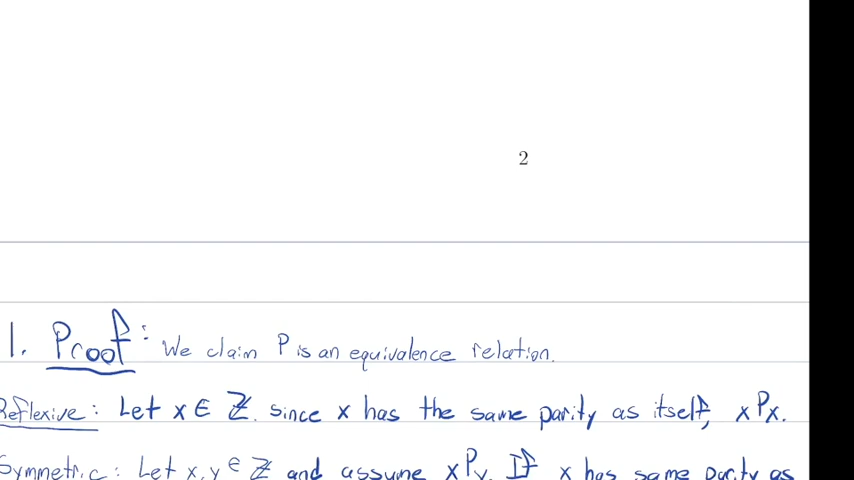 2
1. Proof: We claim P is an equivalence relation.
Reflexive: Let x ∈ ℤ. since x has the same parity as itself, xPx.
Symmetric: Let x, y ∈ ℤ and assume xPy. If x has same parity as